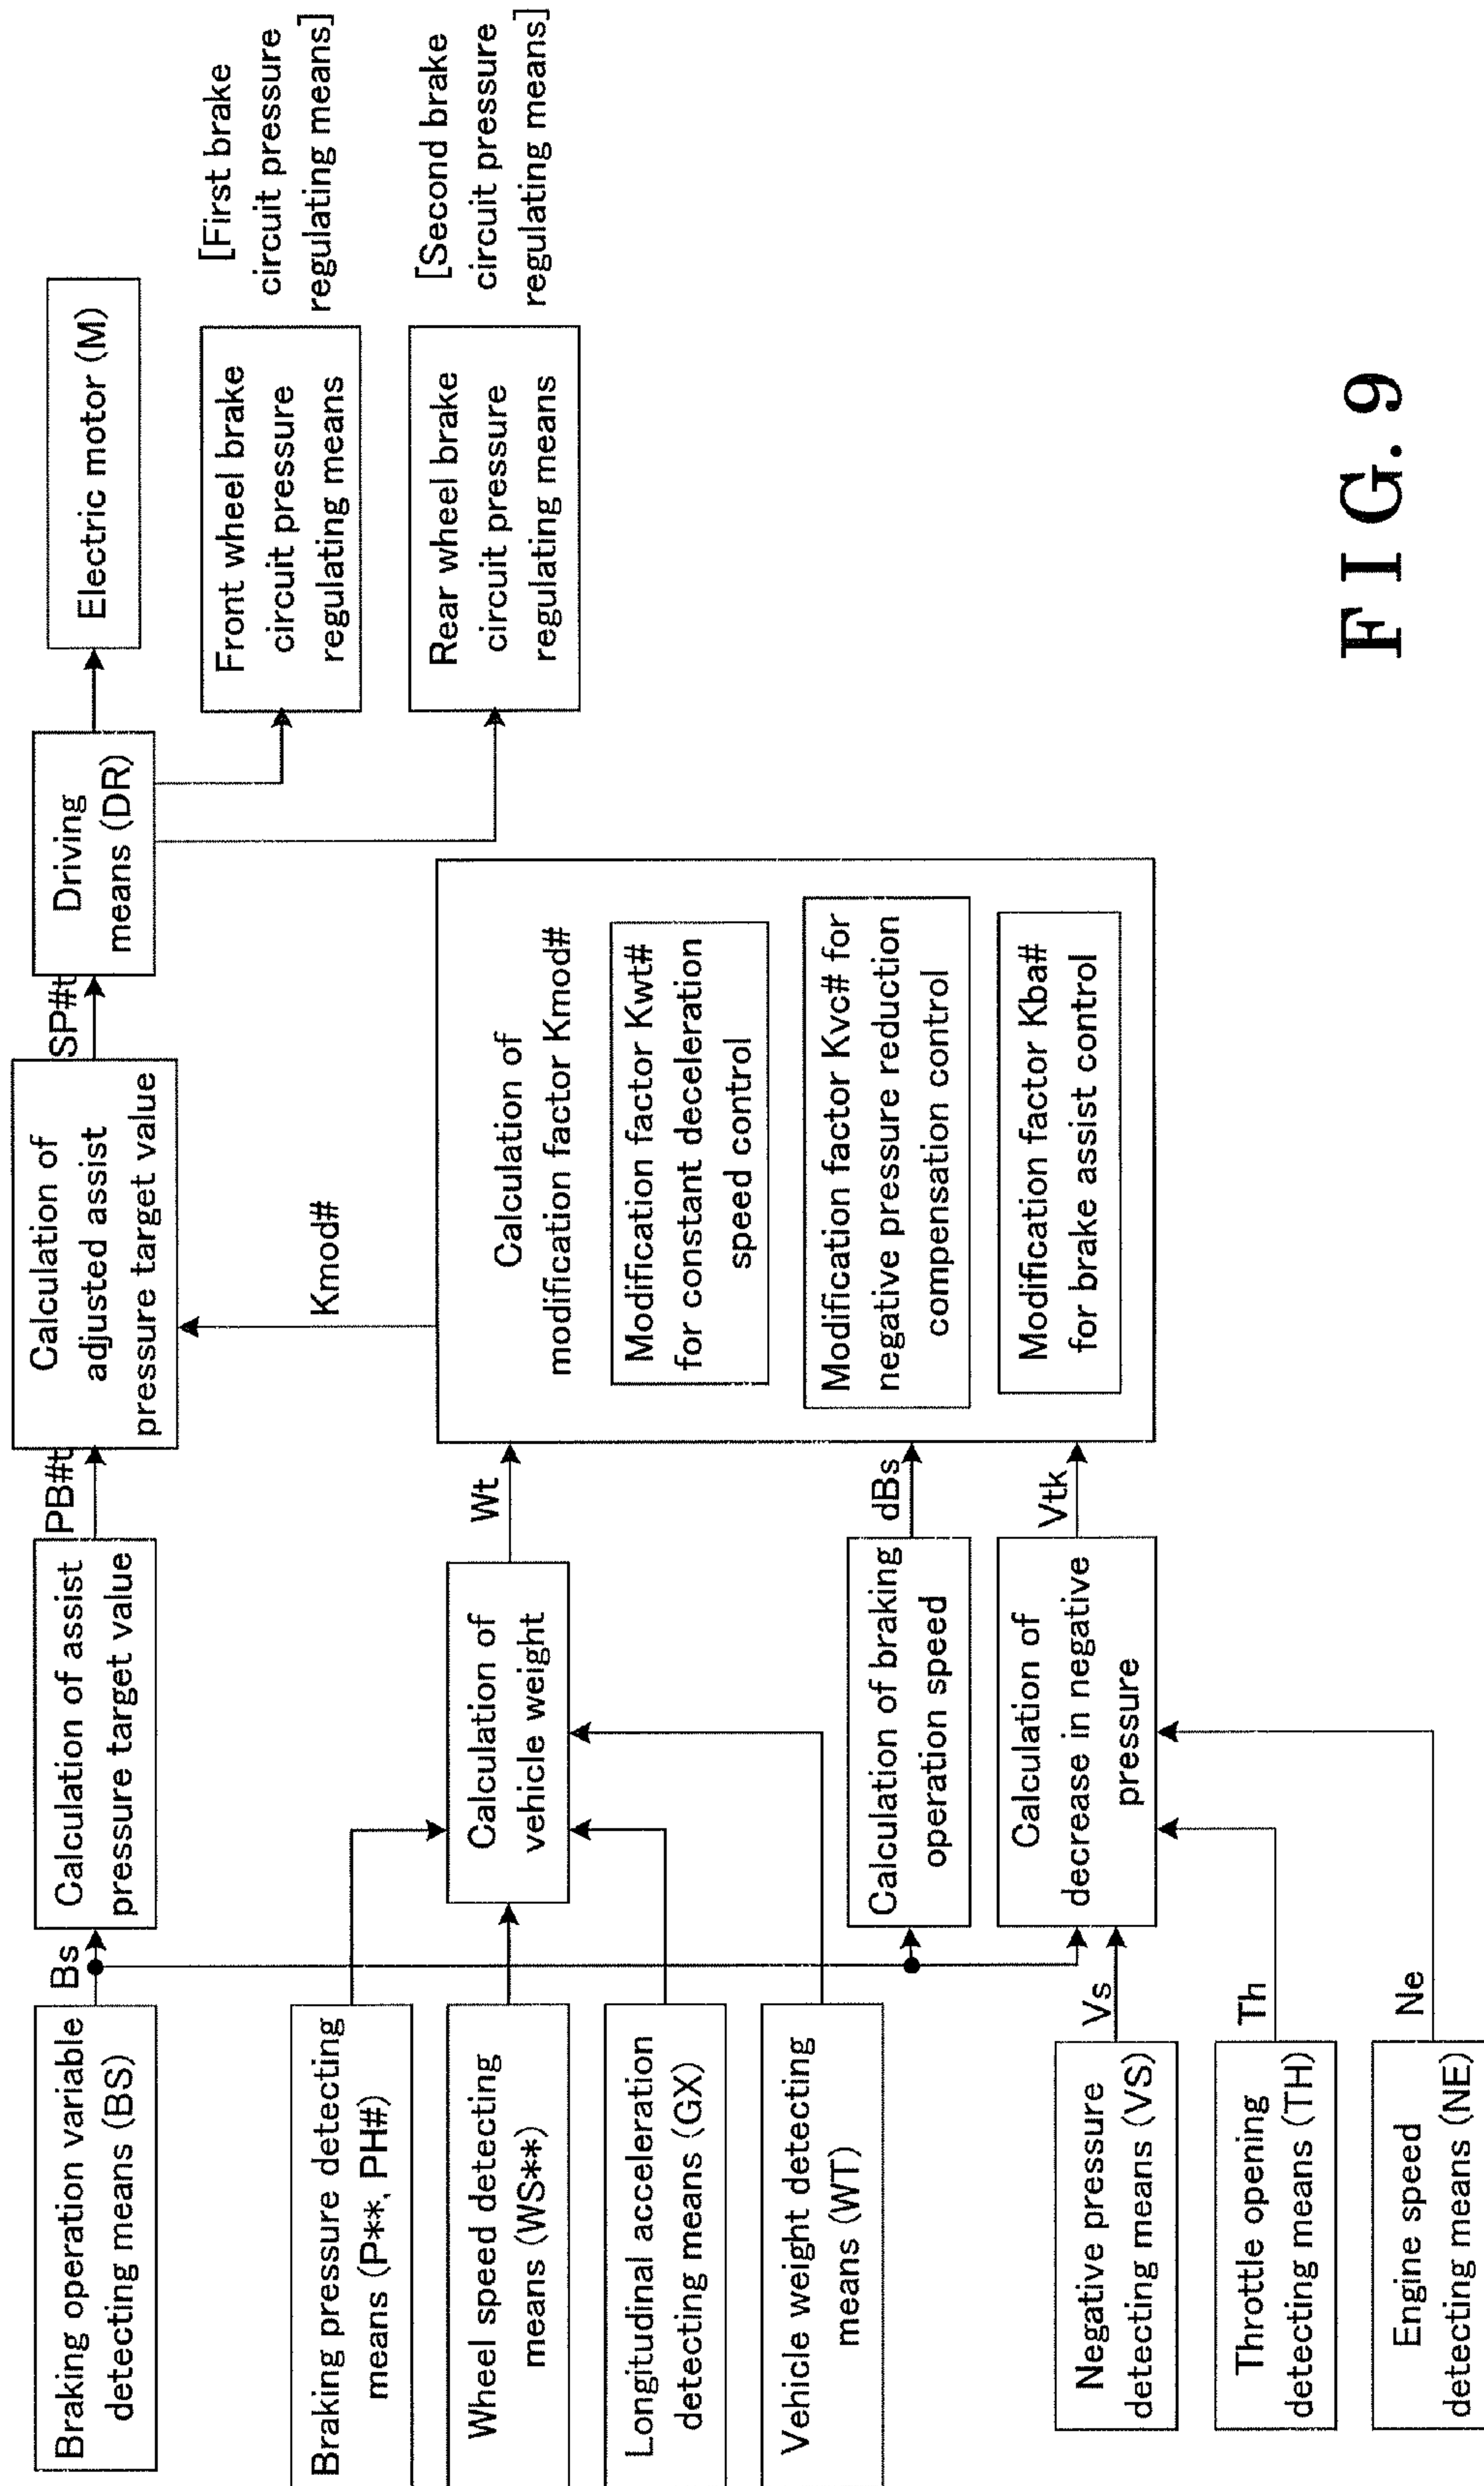 Braking operation variable
detecting means (BS)
Bs
Calculation of assist
pressure target value
PB#t
Calculation of
adjusted assist
pressure target value
SP#t
Driving
means (DR)
Electric motor (M)
Front wheel brake
circuit pressure
regulating means
[First brake
circuit pressure
regulating means]
Rear wheel brake
circuit pressure
regulating means
[Second brake
circuit pressure
regulating means]
Braking pressure detecting
means (P**, PH#)
Wheel speed detecting
means (WS**)
Longitudinal acceleration
detecting means (GX)
Vehicle weight detecting
means (WT)
Calculation of
vehicle weight
Wt
Kmod#
Calculation of
modification factor Kmod#
Modification factor Kwt#
for constant deceleration
speed control
Modification factor Kvc# for
negative pressure reduction
compensation control
Modification factor Kba#
for brake assist control
Calculation of braking
operation speed
dBs
Calculation of
decrease in negative
pressure
Vtk
Negative pressure
detecting means (VS)
Vs
Throttle opening
detecting means (TH)
Th
Engine speed
detecting means (NE)
Ne
FIG. 9